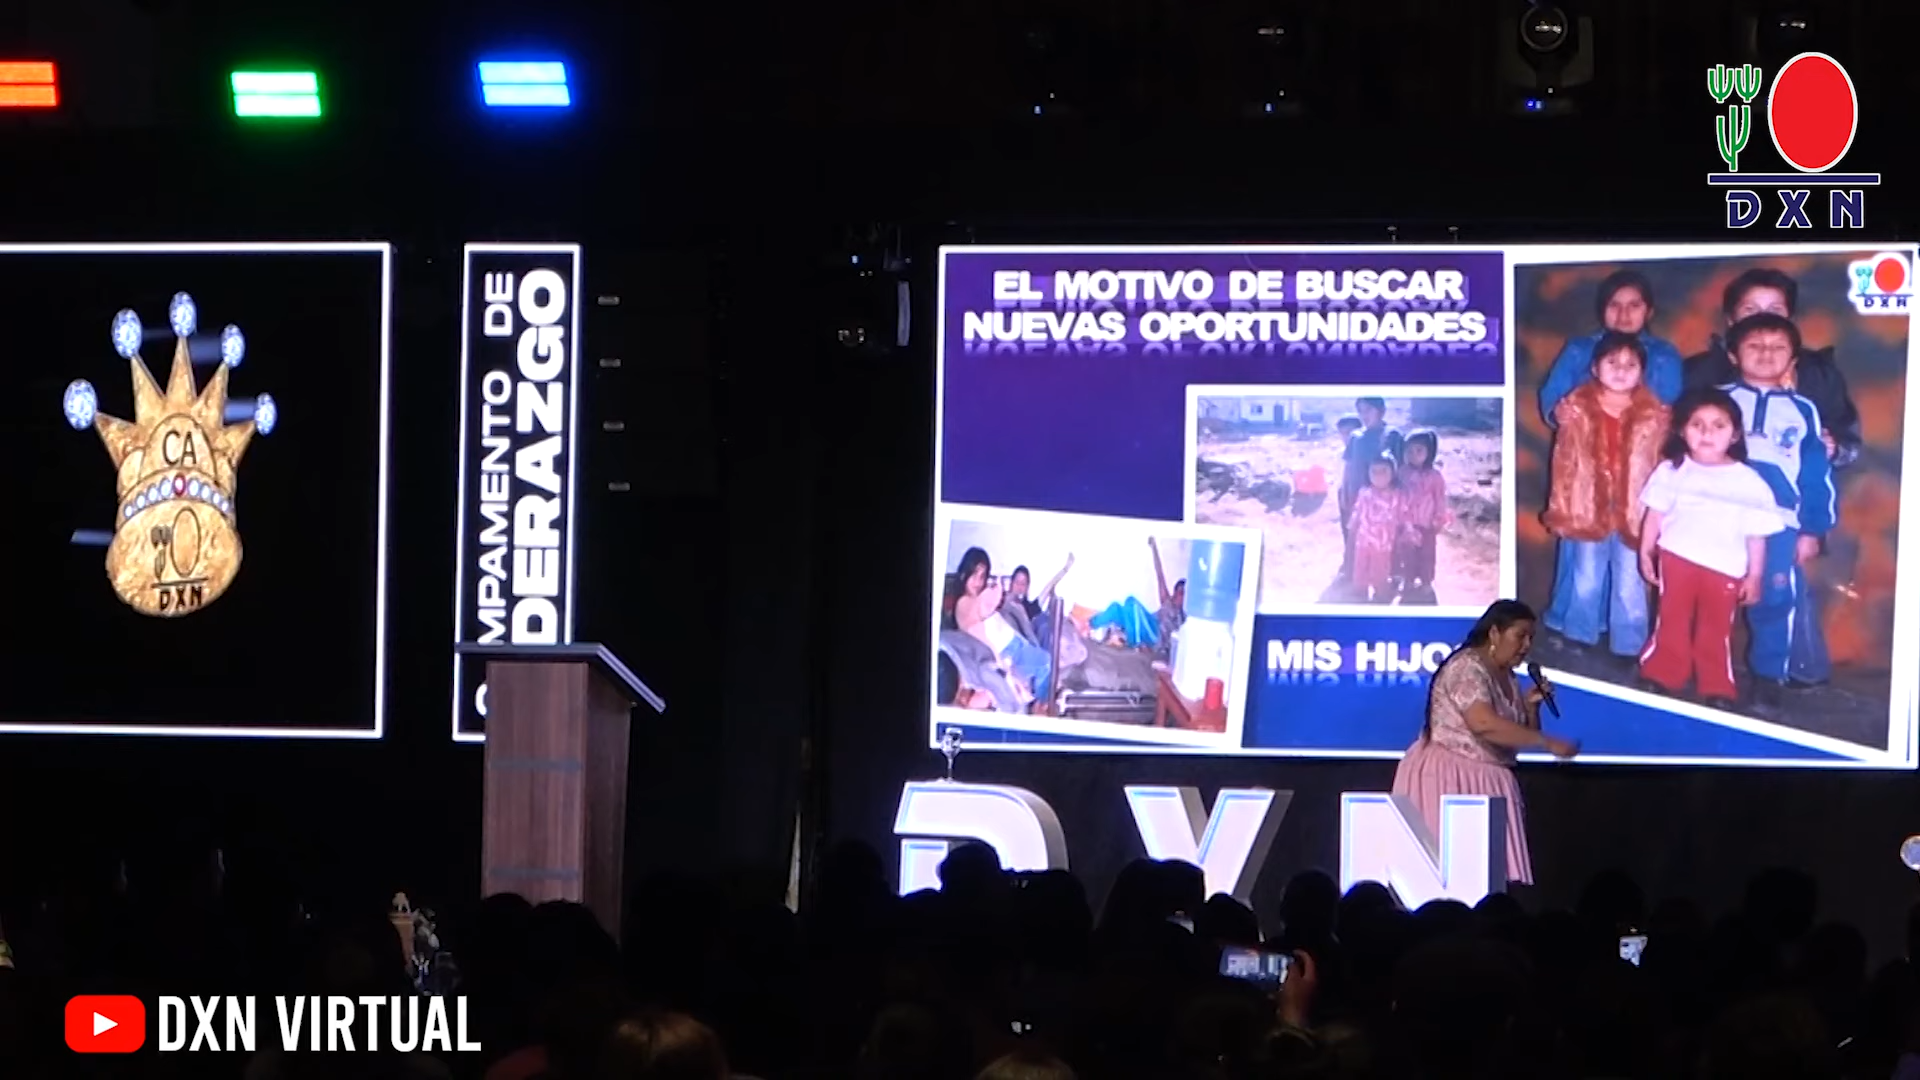 DXN
CA
DXN
MPAMENTO DE
DERAZGO
EL MOTIVO DE BUSCAR
NUEVAS OPORTUNIDADES
DXN
MIS HIJO
DXN
DXN VIRTUAL